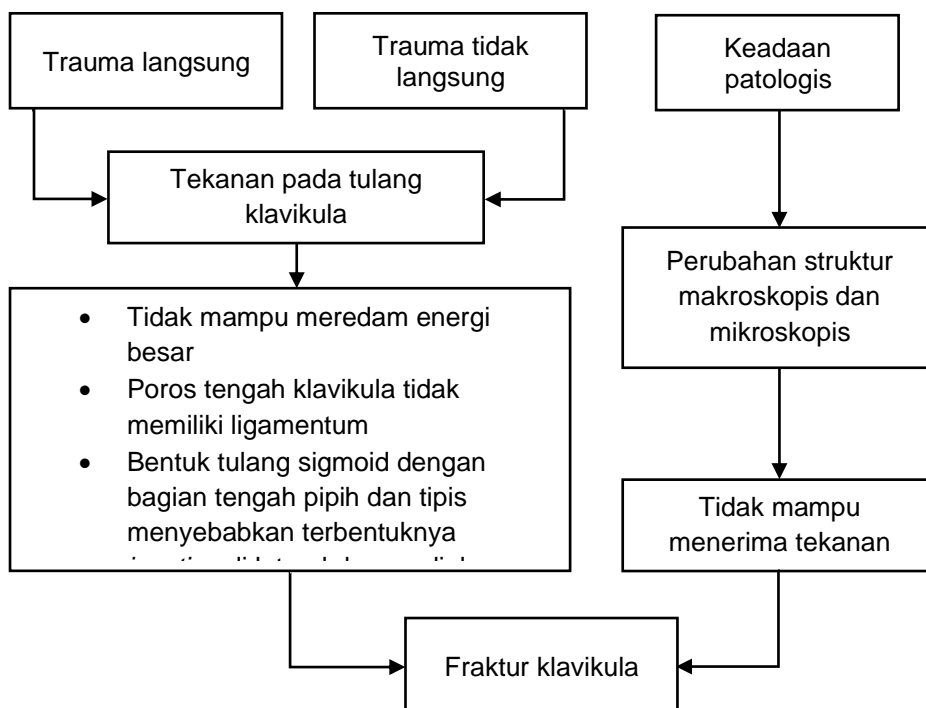 Trauma langsung
Trauma tidak
langsung
Keadaan
patologis
Tekanan pada tulang
klavikula
Perubahan struktur
makroskopis dan
mikroskopis
• Tidak mampu meredam energi
besar
• Poros tengah klavikula tidak
memiliki ligamentum
• Bentuk tulang sigmoid dengan
bagian tengah pipih dan tipis
menyebabkan terbentuknya
Tidak mampu
menerima tekanan
Fraktur klavikula